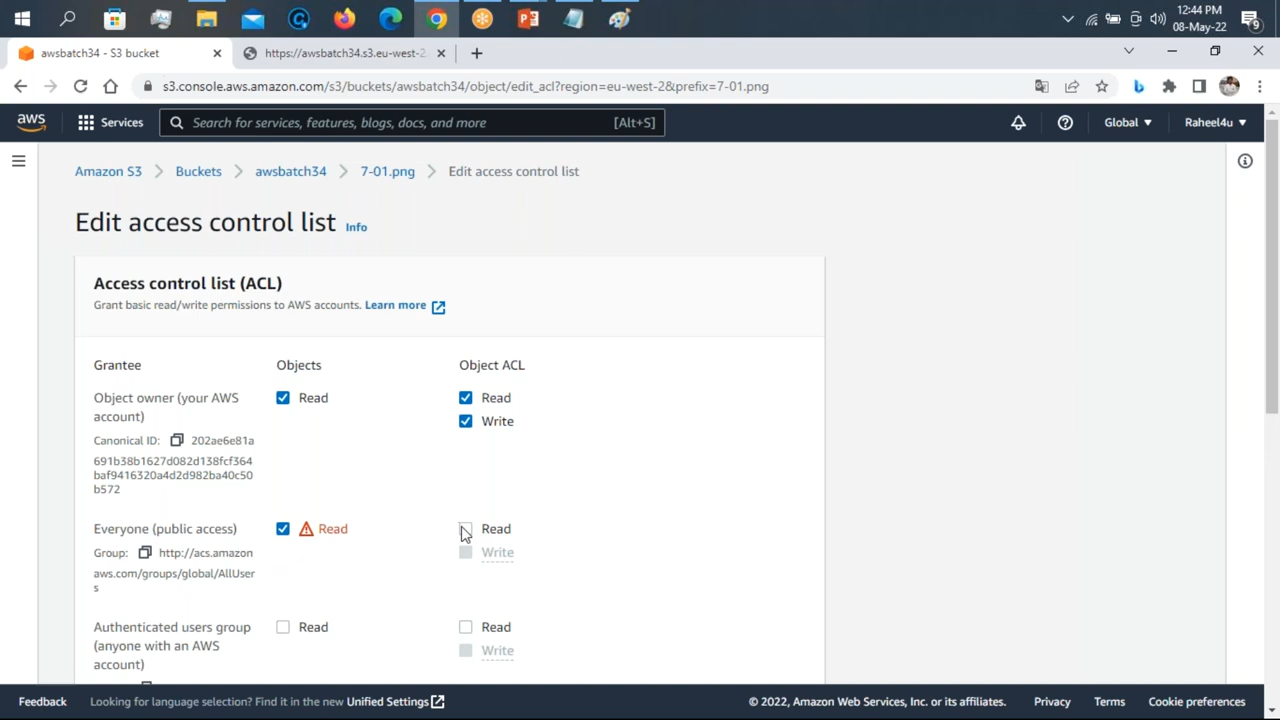 12:44 PM
08-May-22
9
awsbatch34 - S3 bucket
https://awsbatch34.s3.eu-west-2.
s3.console.aws.amazon.com/s3/buckets/awsbatch34/object/edit_acl?region=eu-west-2&prefix=7-01.png
aws
Services
Search for services, features, blogs, docs, and more
[Alt+S]
Global
Raheel4u
Amazon S3
Buckets
awsbatch34
7-01.png
Edit access control list
Edit access control list
Info
Access control list (ACL)
Grant basic read/write permissions to AWS accounts. Learn more
Grantee
Objects
Object ACL
Object owner (your AWS
account)
Read
Read
Write
Canonical ID: 202ae6e81a
691b38b1627d082d138fcf364
baf9416320a4d2d982ba40c50
b572
Everyone (public access)
Read
Read
Write
Group: http://acs.amazon
aws.com/groups/global/AllUser
s
Authenticated users group
(anyone with an AWS
account)
Read
Read
Write
Feedback
Looking for language selection? Find it in the new Unified Settings
© 2022, Amazon Web Services, Inc. or its affiliates.
Privacy
Terms
Cookie preferences